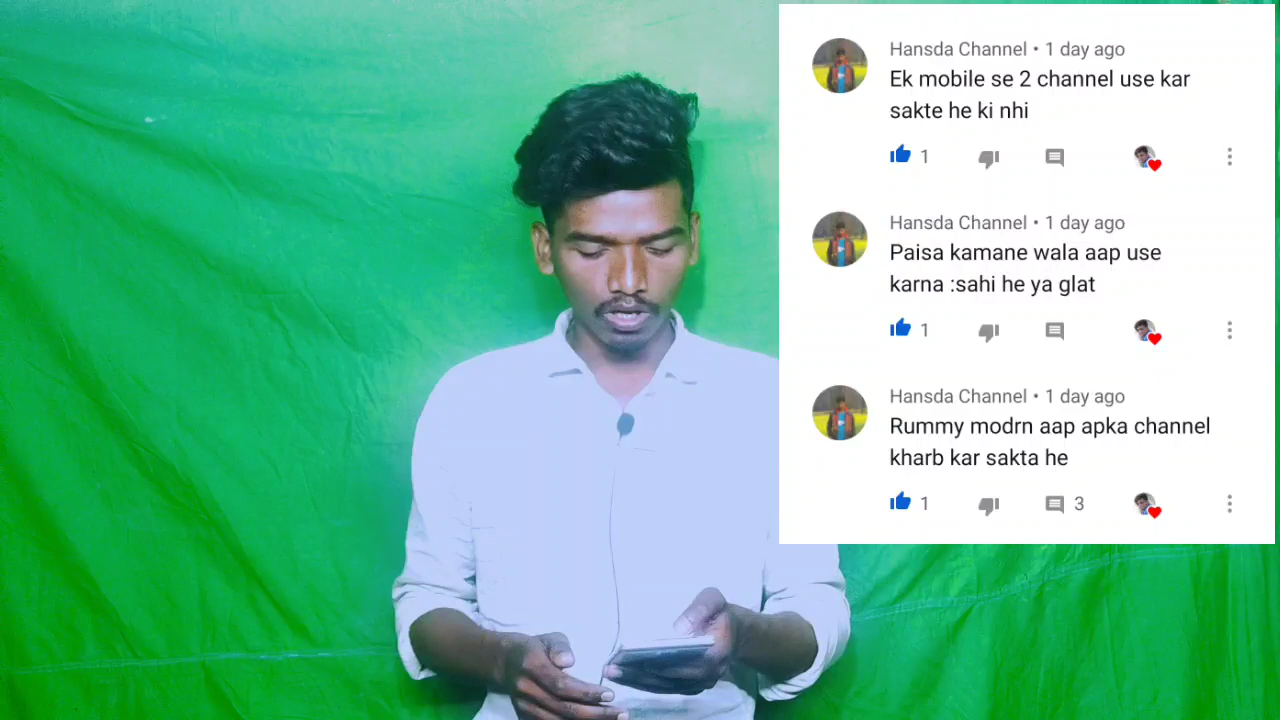 Hansda Channel • 1 day ago
Ek mobile se 2 channel use kar
sakte he ki nhi
1
Hansda Channel • 1 day ago
Paisa kamane wala aap use
karna :sahi he ya glat
1
Hansda Channel • 1 day ago
Rummy modrn aap apka channel
kharb kar sakta he
1 3